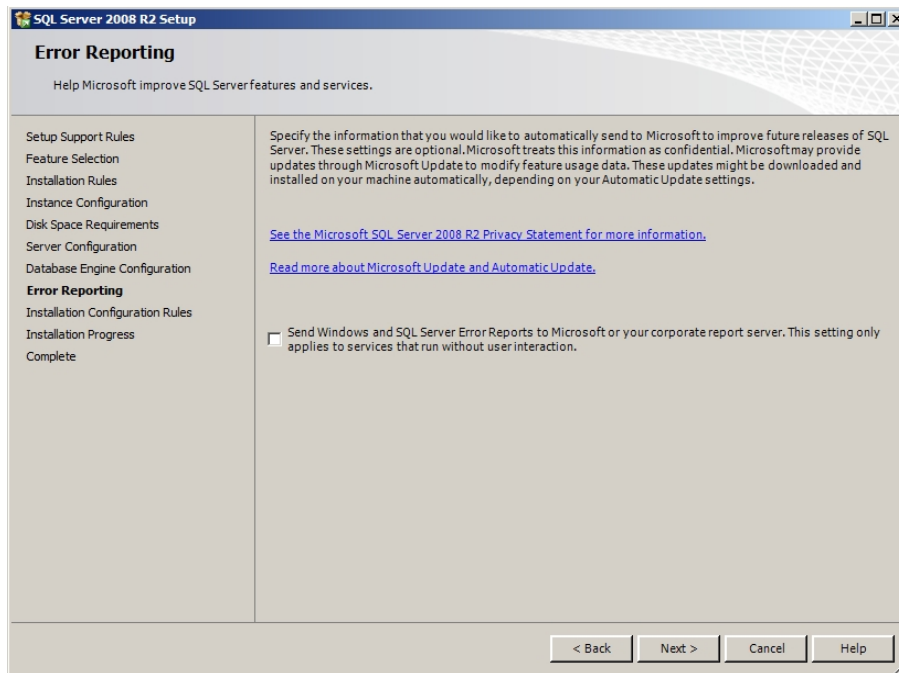 SQL Server 2008 R2 Setup
Error Reporting
Help Microsoft improve SQL Server features and services.
Setup Support Rules
Feature Selection
Installation Rules
Instance Configuration
Disk Space Requirements
Server Configuration
Database Engine Configuration
Error Reporting
Installation Configuration Rules
Installation Progress
Complete
Specify the information that you would like to automatically send to Microsoft to improve future releases of SQL
Server. These settings are optional. Microsoft treats this information as confidential. Microsoft may provide
updates through Microsoft Update to modify feature usage data. These updates might be downloaded and
installed on your machine automatically, depending on your Automatic Update settings.
See the Microsoft SQL Server 2008 R2 Privacy Statement for more information.
Read more about Microsoft Update and Automatic Update.
Send Windows and SQL Server Error Reports to Microsoft or your corporate report server. This setting only
applies to services that run without user interaction.
< Back
Next >
Cancel
Help